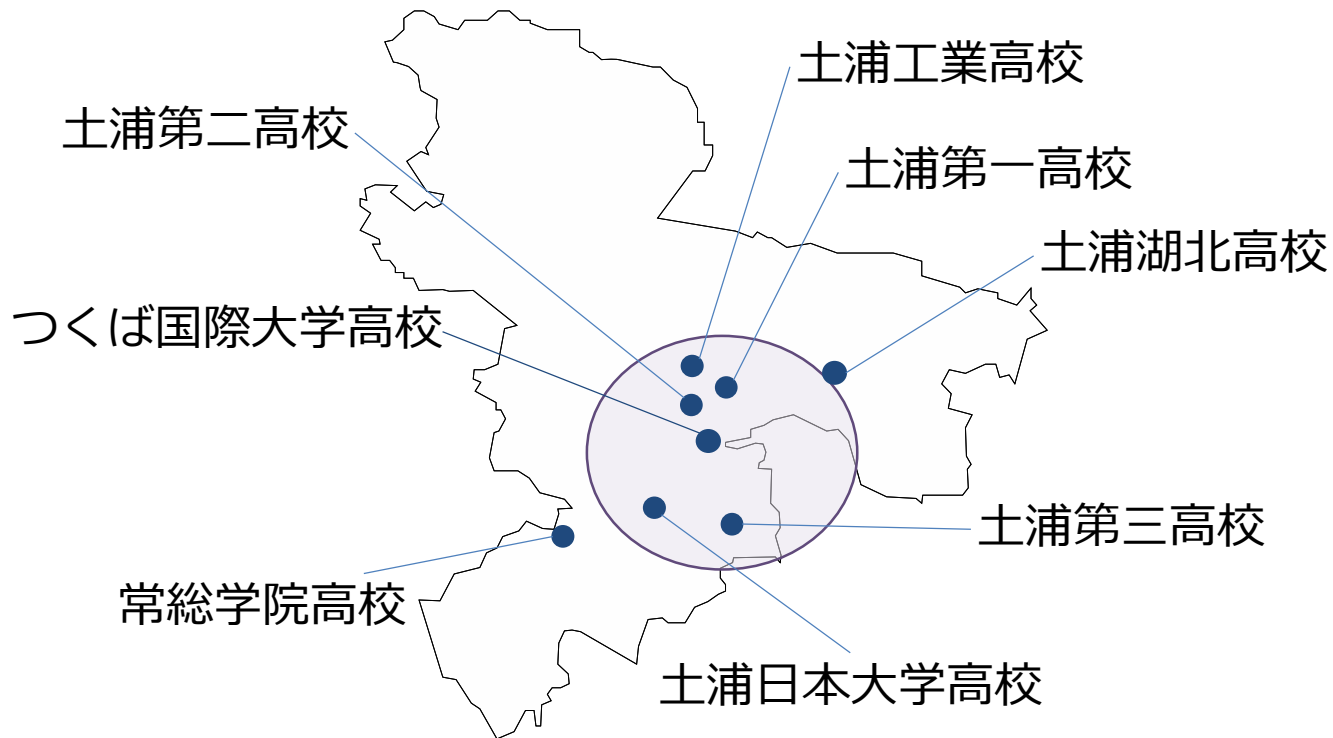 土浦工業高校
土浦第二高校
土浦第一高校
土浦湖北高校
つくば国際大学高校
土浦第三高校
常総学院高校
土浦日本大学高校